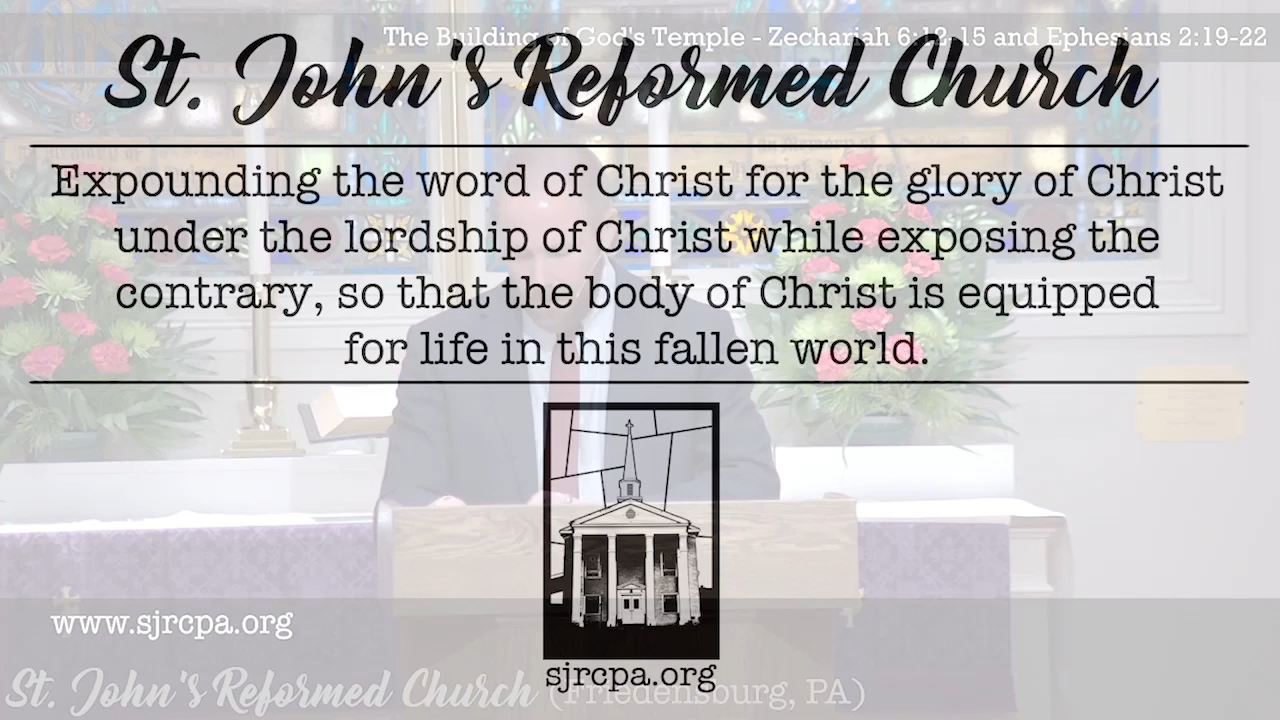 The Building of God's Temple - Zechariah 6:12-15 and Ephesians 2:19-22
St. John's Reformed Church
Expounding the word of Christ for the glory of Christ
under the lordship of Christ while exposing the
contrary, so that the body of Christ is equipped
for life in this fallen world.
www.sjrcpa.org
sjrcpa.org
St. John's Reformed Church (Friedensburg, PA)